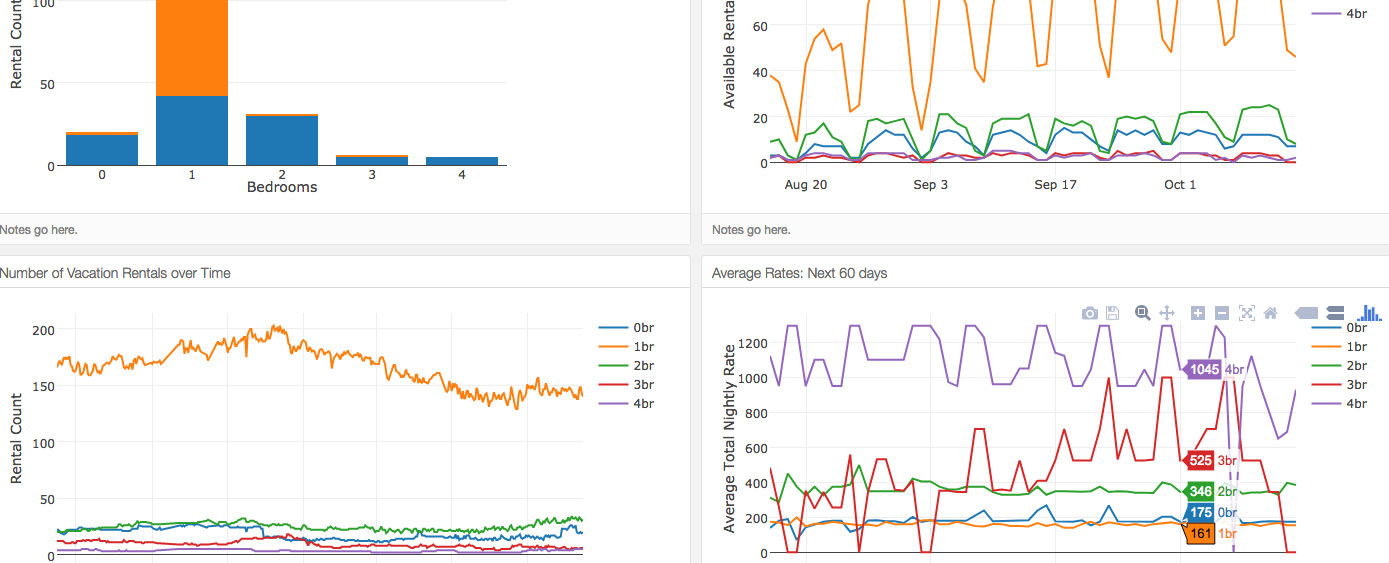 100
50
0
Rental Count
0 1 2 3 4
Bedrooms
Notes go here.
60
40
20
0
Available Renta
Aug 20 Sep 3 Sep 17 Oct 1
4br
Notes go here.
Number of Vacation Rentals over Time
200
150
100
50
0
Rental Count
0br
1br
2br
3br
4br
Average Rates: Next 60 days
1200
1000
800
600
400
200
0
Average Total Nightly Rate
1045 4br
525 3br
346 2br
175 0br
161 1br
0br
1br
2br
3br
4br